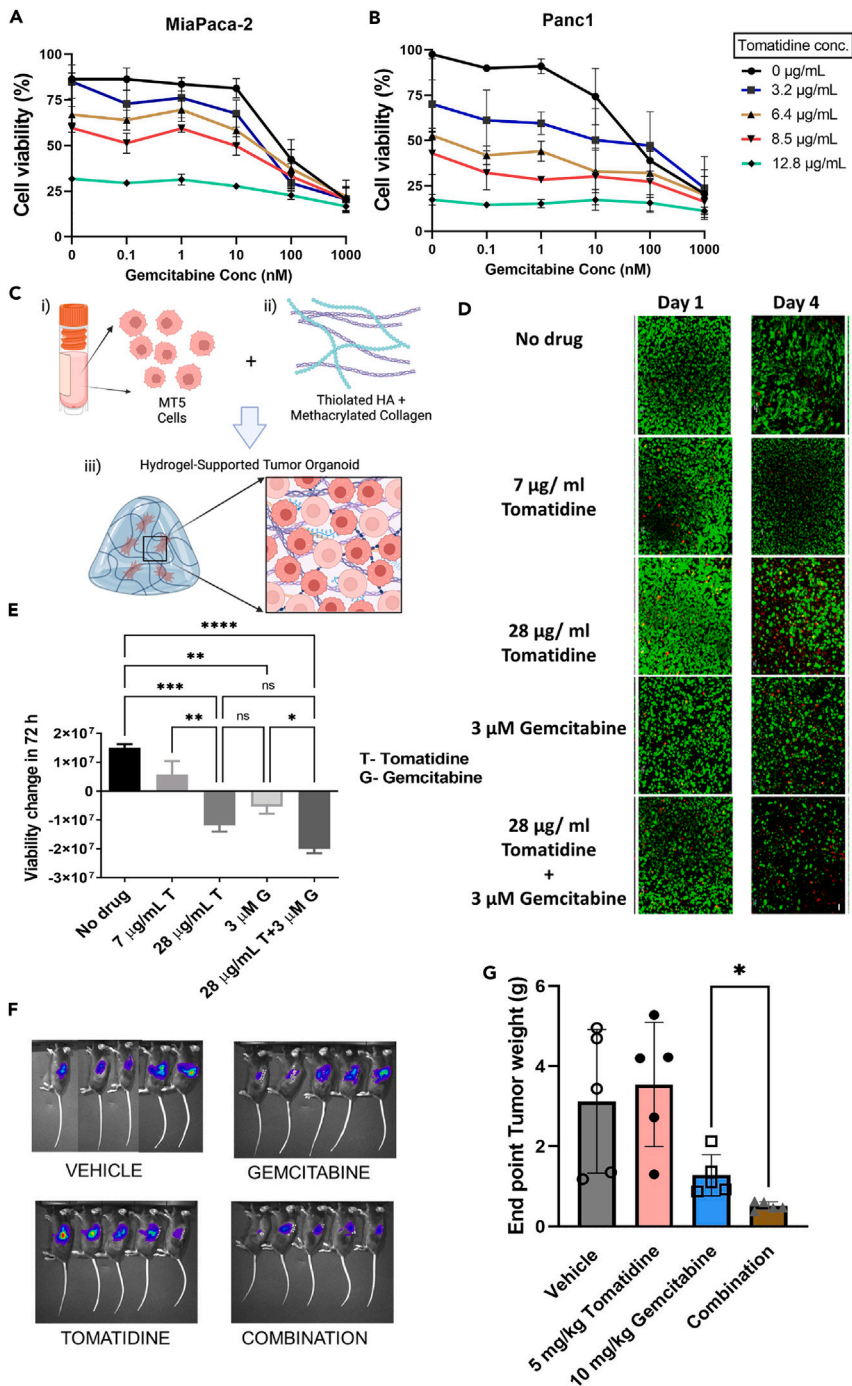 A
MiaPaca-2
Cell viability (%)
100
75
50
25
0
0
0.1
1
10
100
1000
Gemcitabine Conc (nM)
B
Panc1
Cell viability (%)
100
75
50
25
0
0
0.1
1
10
100
1000
Gemcitabine Conc (nM)
Tomatidine conc.
0 µg/mL
3.2 µg/mL
6.4 µg/mL
8.5 µg/mL
12.8 µg/mL
C
i)
MT5
Cells
+
ii)
Thiolated HA +
Methacrylated Collagen
iii)
Hydrogel-Supported Tumor Organoid
D
Day 1
Day 4
No drug
7 µg/ ml
Tomatidine
28 µg/ ml
Tomatidine
3 µM Gemcitabine
28 µg/ ml
Tomatidine
+
3 µM Gemcitabine
E
****
**
***
ns
**
ns
*
Viability change in 72 h
2×10⁷
1×10⁷
0
-1×10⁷
-2×10⁷
-3×10⁷
No drug
7 µg/mL T
28 µg/mL T
3 µM G
28 µg/mL T+3 µM G
T- Tomatidine
G- Gemcitabine
F
VEHICLE
GEMCITABINE
TOMATIDINE
COMBINATION
G
*
End point Tumor weight (g)
6
4
2
0
Vehicle
5 mg/kg Tomatidine
10 mg/kg Gemcitabine
Combination